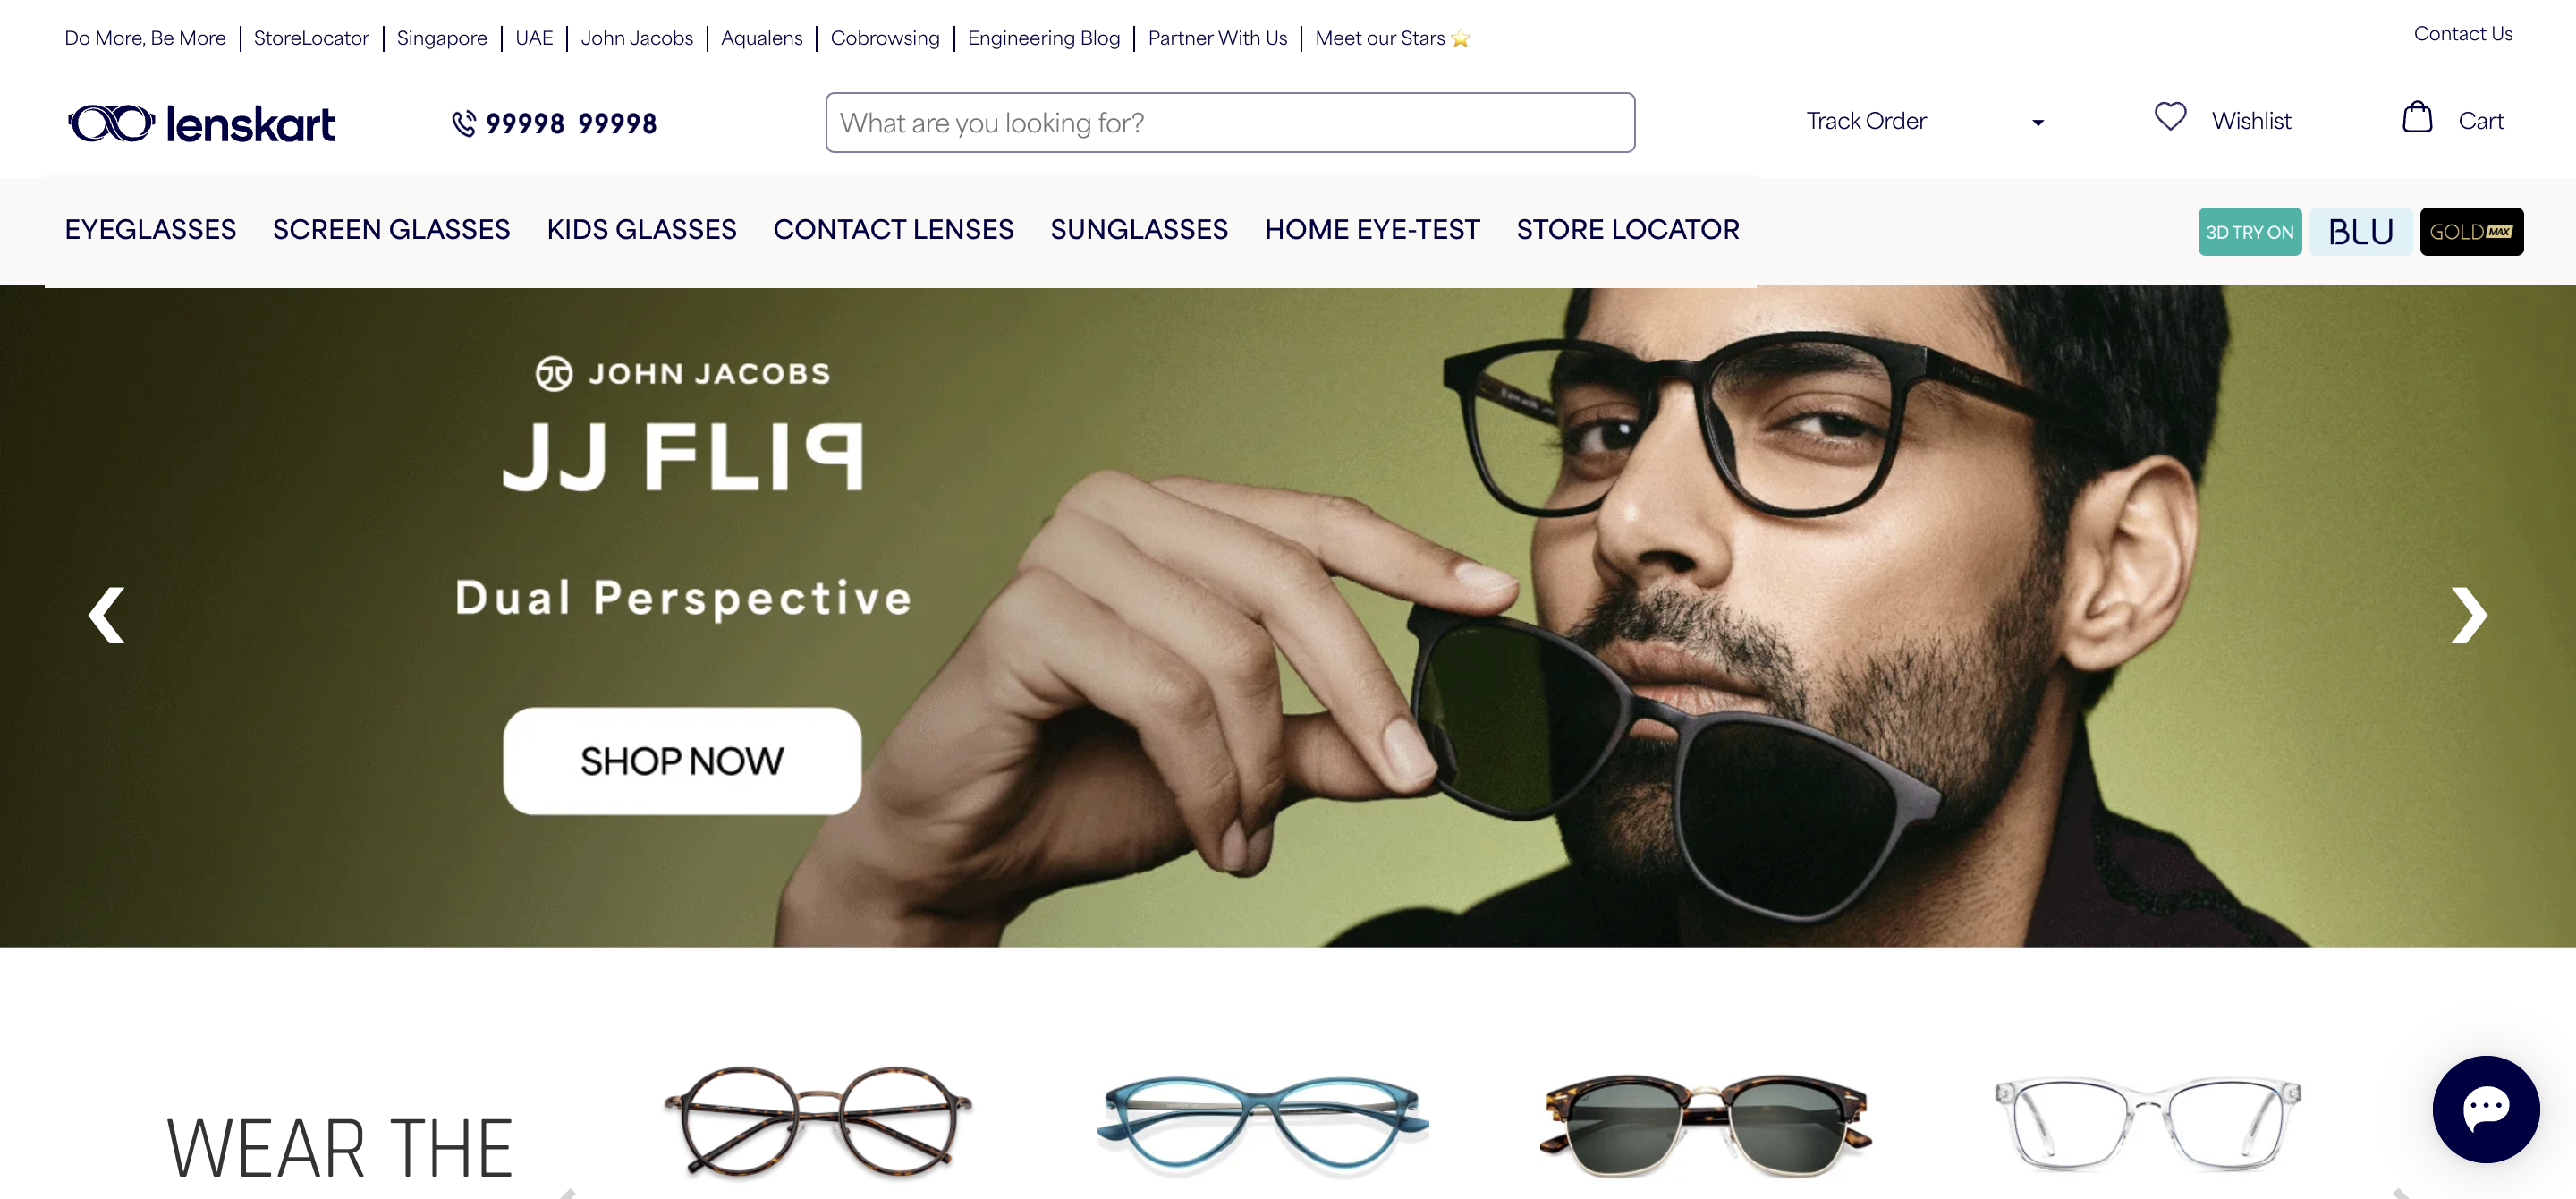 Do More, Be More | StoreLocator | Singapore | UAE | John Jacobs | Aqualens | Cobrowsing | Engineering Blog | Partner With Us | Meet our Stars ⭐
Contact Us
lenskart
99998 99998
What are you looking for?
Track Order
Wishlist
Cart
EYEGLASSES SCREEN GLASSES KIDS GLASSES CONTACT LENSES SUNGLASSES HOME EYE-TEST STORE LOCATOR
3D TRY ON
BLU
GOLD MAX
JOHN JACOBS
JJ FLIP
Dual Perspective
SHOP NOW
WEAR THE